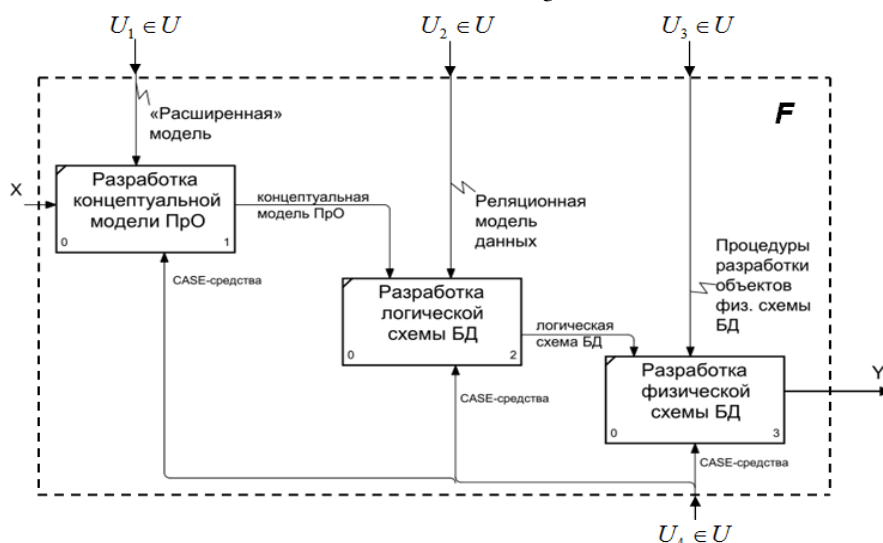 U₁ ∈ U
U₂ ∈ U
U₃ ∈ U
F
«Расширенная»
модель
X
Разработка
концептуальной
модели ПрО
0 1
концептуальная
модель ПрО
Реляционная
модель
данных
Процедуры
разработки
объектов
физ. схемы
БД
CASE-средства
Разработка
логической
схемы БД
0 2
логическая
схема БД
Разработка
физической
схемы БД
0 3
Y
CASE-средства
CASE-средства
U₄ ∈ U